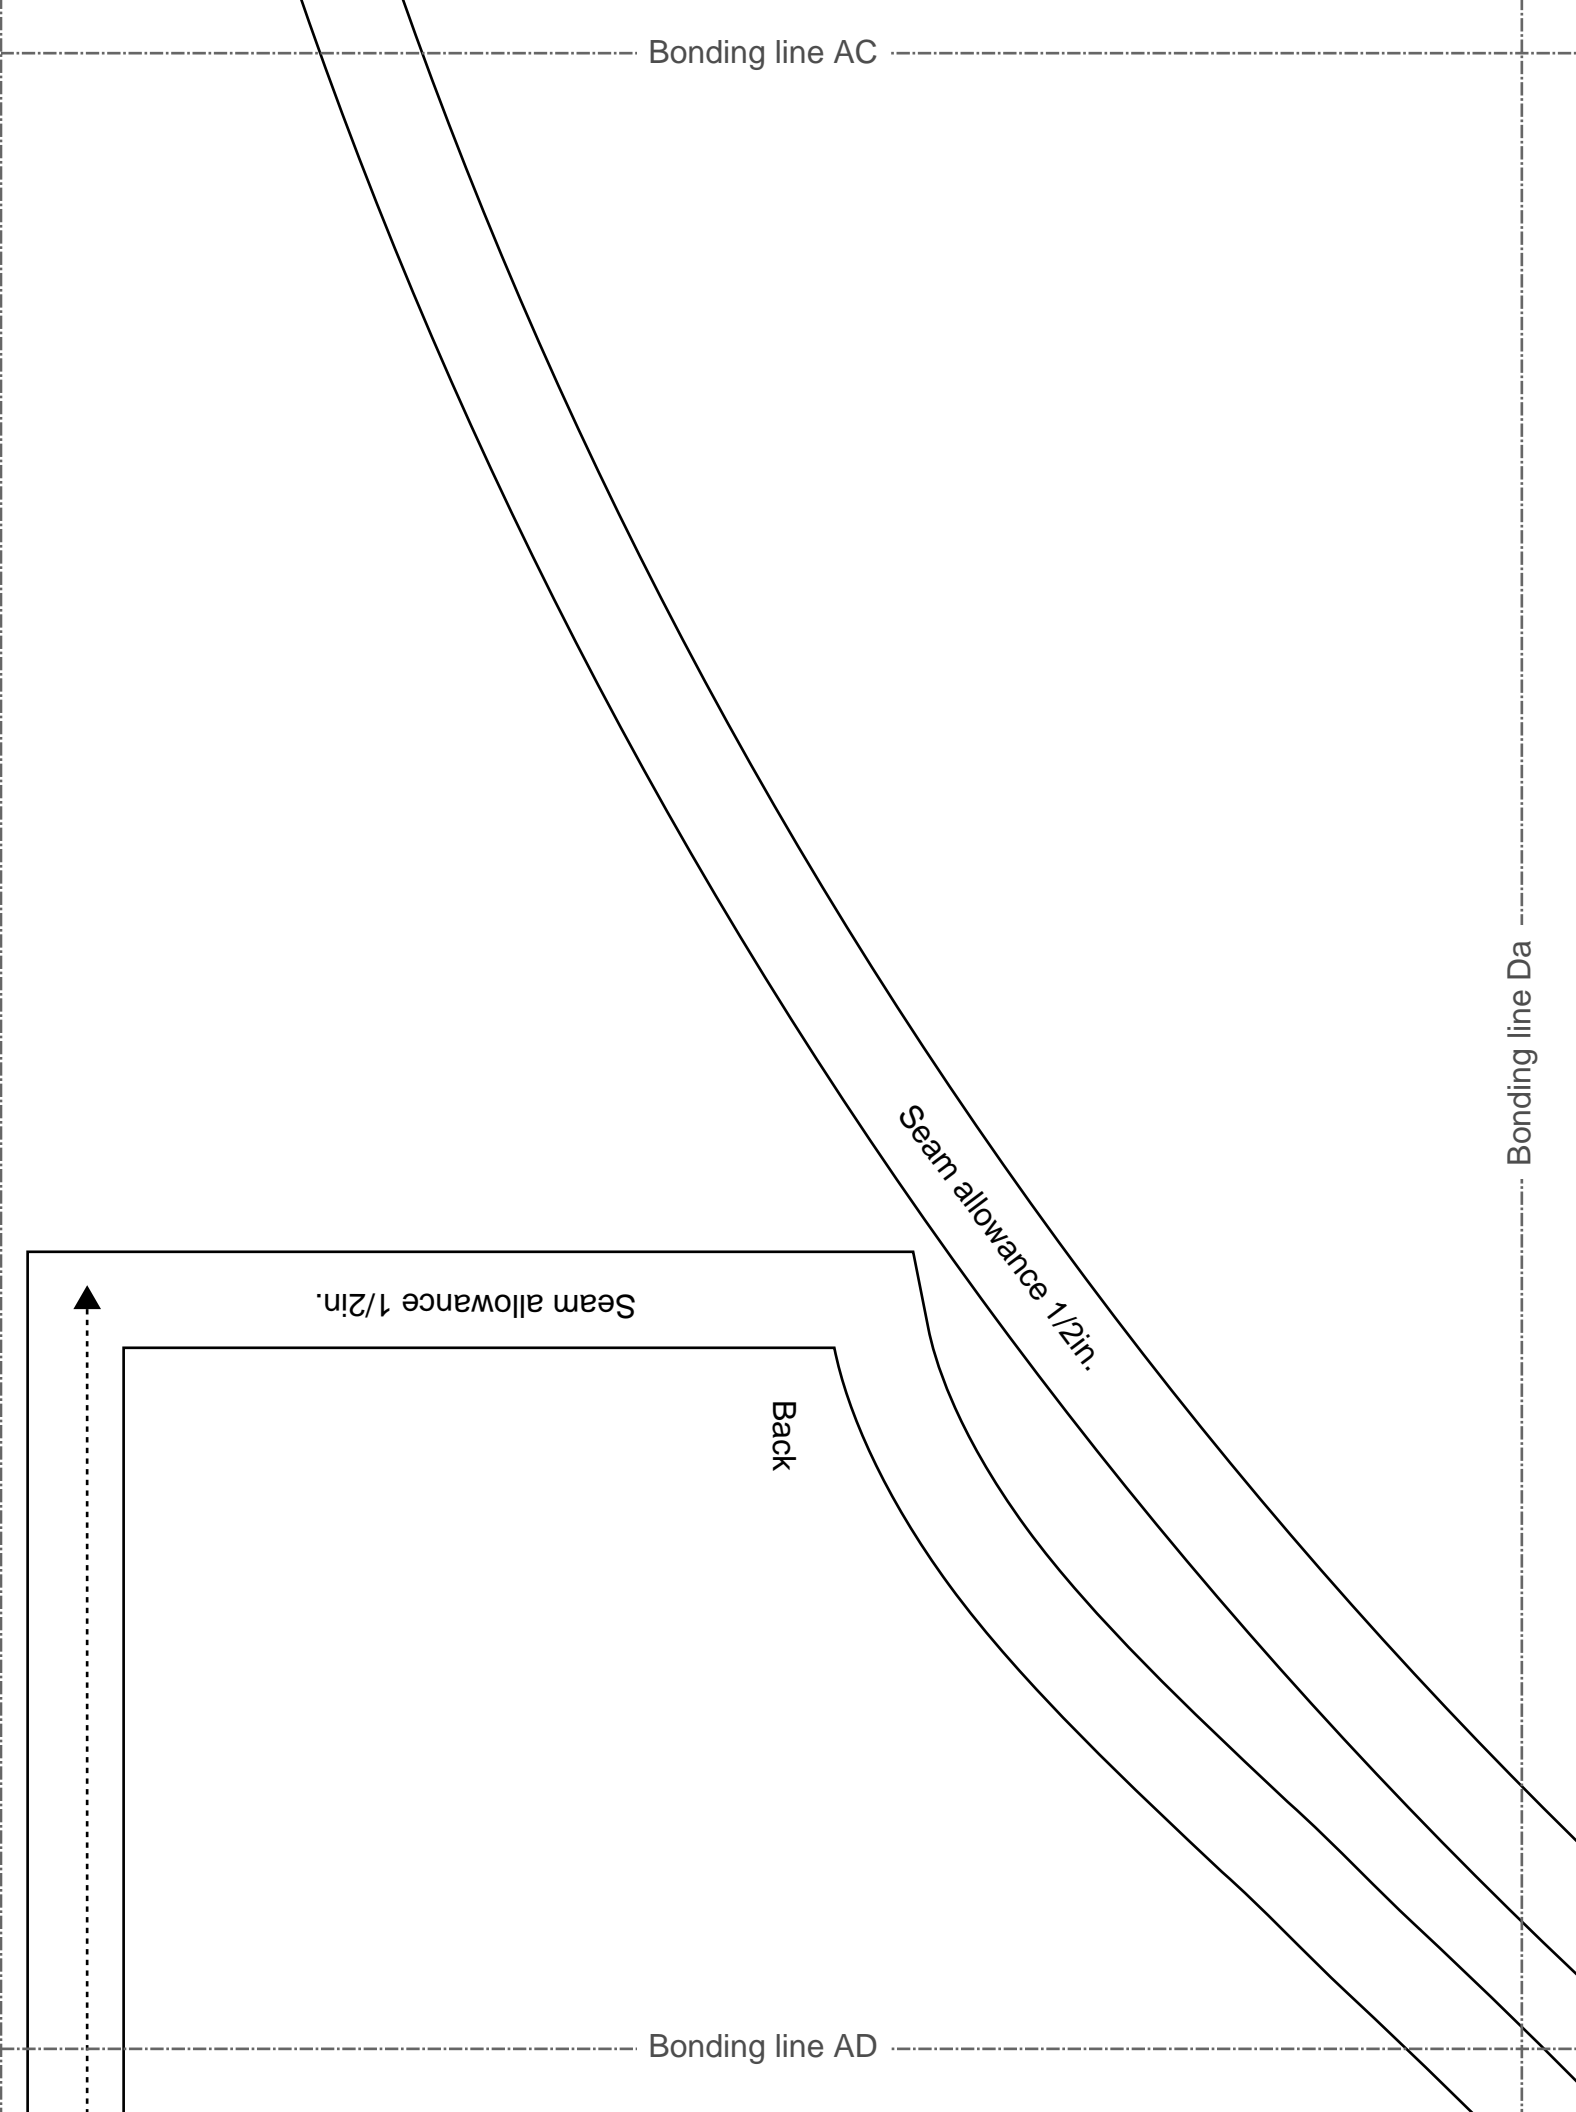 Bonding line AC
Bonding line Da
Seam allowance 1/2in.
Seam allowance 1/2in.
Back
Bonding line AD